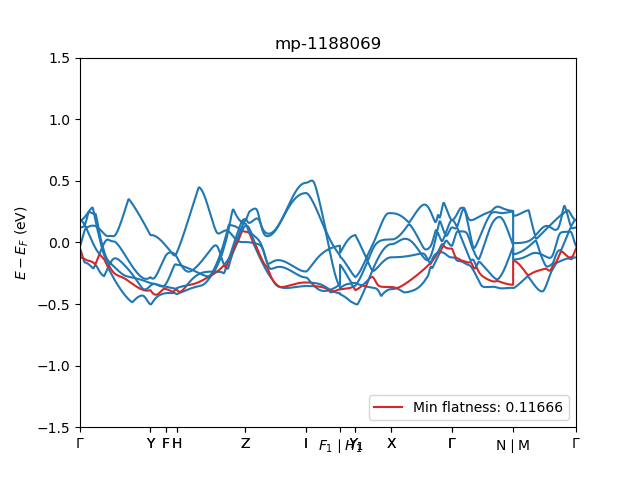 mp-1188069
E − E_F (eV)
1.5
1.0
0.5
0.0
−0.5
−1.0
−1.5
Min flatness: 0.11666
Γ Y F H Z I F₁ | H₁ Y₁ X Γ N | M Γ